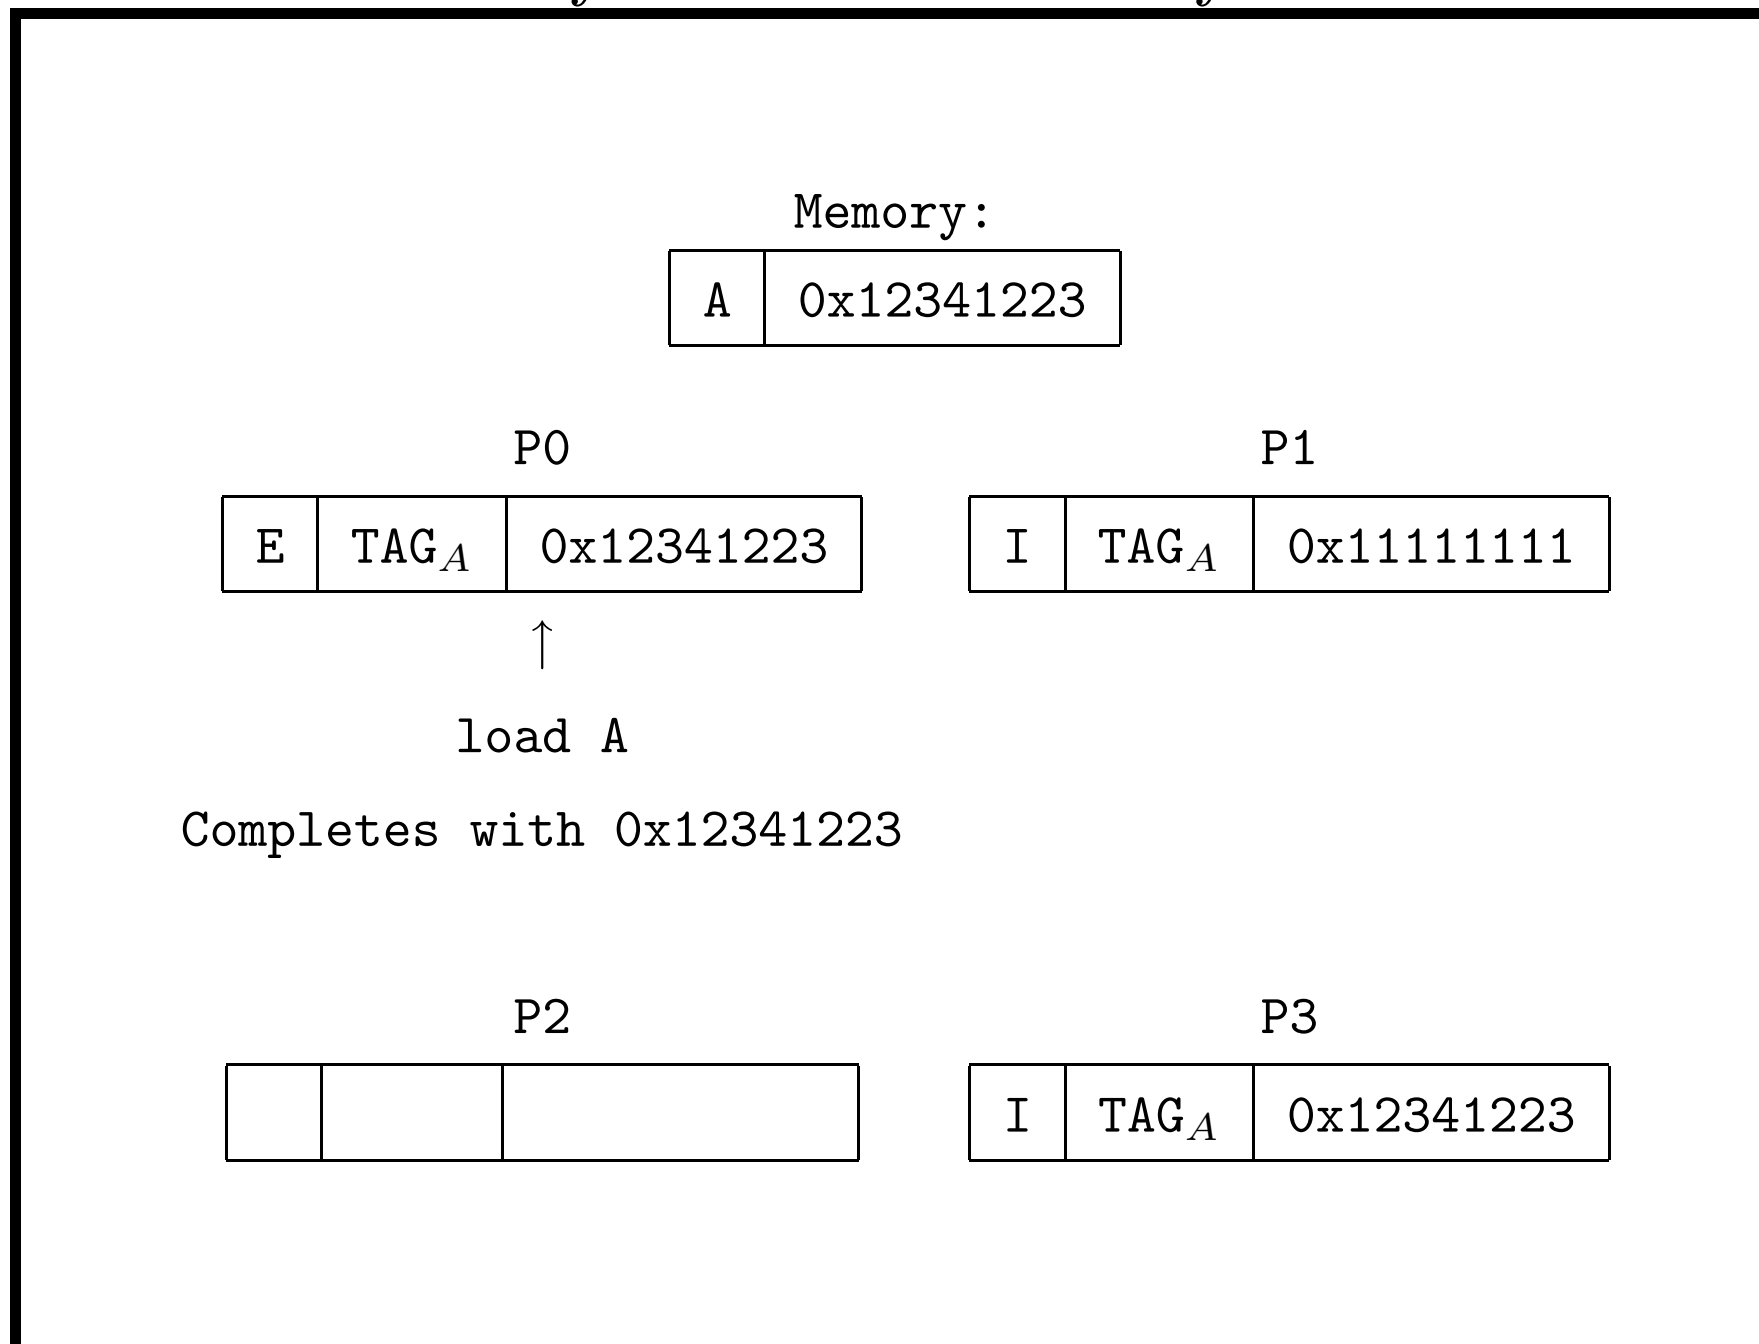 Memory:
A 0x12341223
P0 P1
E TAG_A 0x12341223 I TAG_A 0x11111111
↑
load A
Completes with 0x12341223
P2 P3
I TAG_A 0x12341223